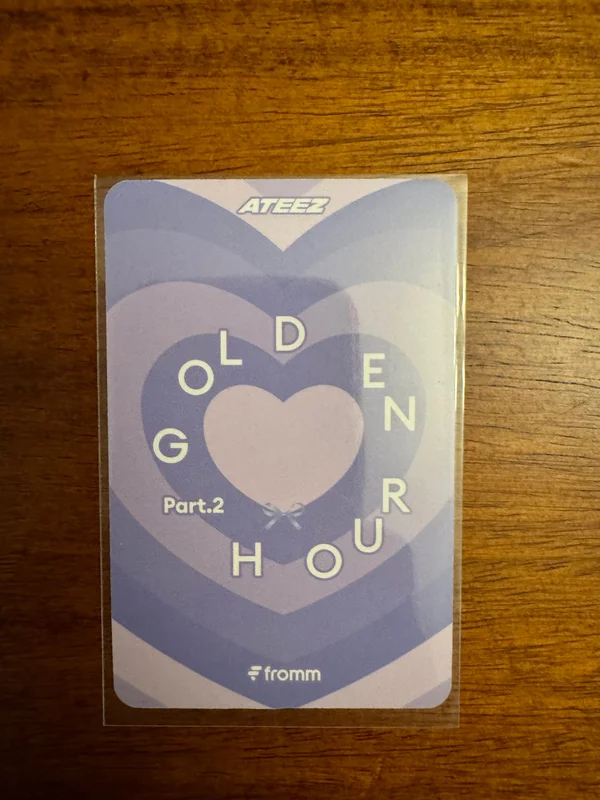 ATEEZ
GOLDEN
HOUR
Part.2
fromm